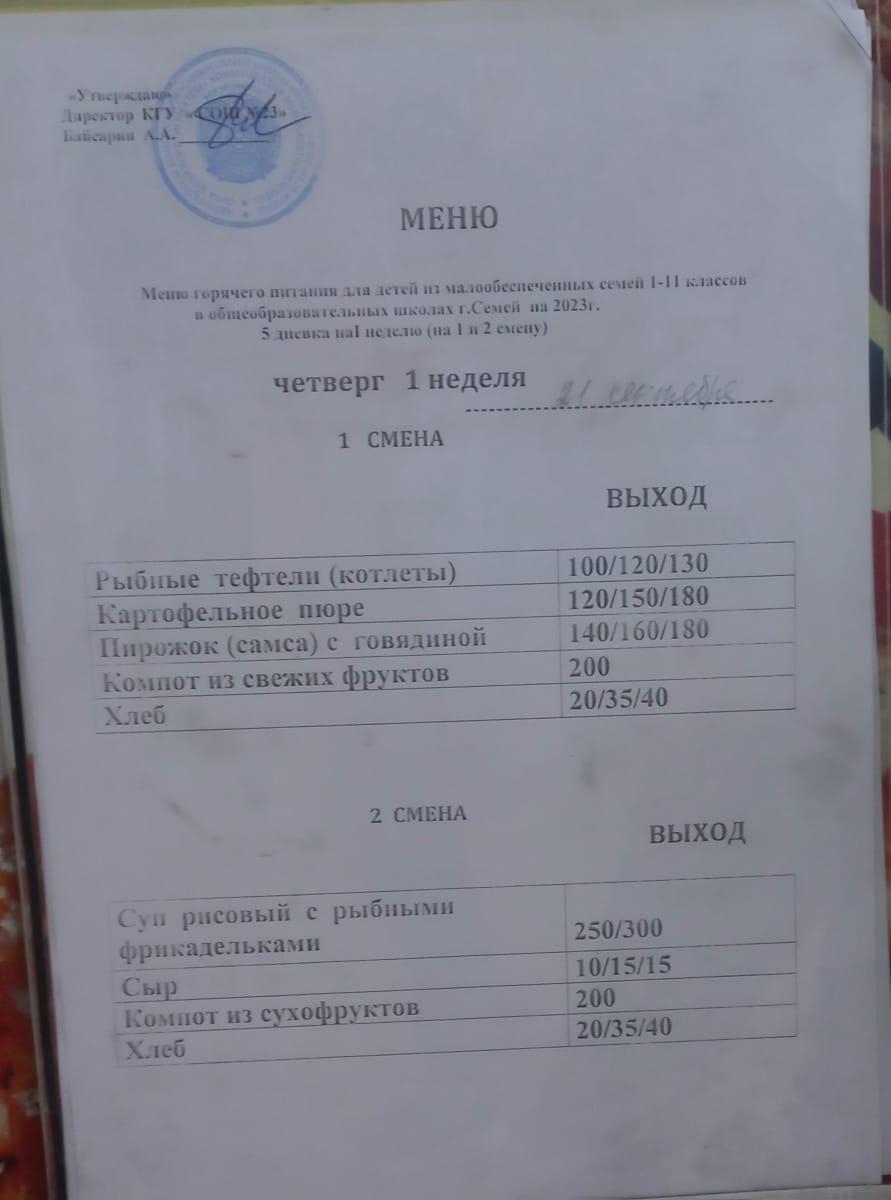 «Утверждаю»
Директор КГУ «СОШ №23»
Байсарин А.А.
МЕНЮ
Меню горячего питания для детей из малообеспеченных семей 1-11 классов
в общеобразовательных школах г.Семей на 2023г.
5 дневка наI неделю (на 1 и 2 смену)
четверг 1 неделя 21 сентября
1 СМЕНА
ВЫХОД
Рыбные тефтели (котлеты) 100/120/130
Картофельное пюре 120/150/180
Пирожок (самса) с говядиной 140/160/180
Компот из свежих фруктов 200
Хлеб 20/35/40
2 СМЕНА
ВЫХОД
Суп рисовый с рыбными
фрикадельками 250/300
Сыр 10/15/15
Компот из сухофруктов 200
Хлеб 20/35/40